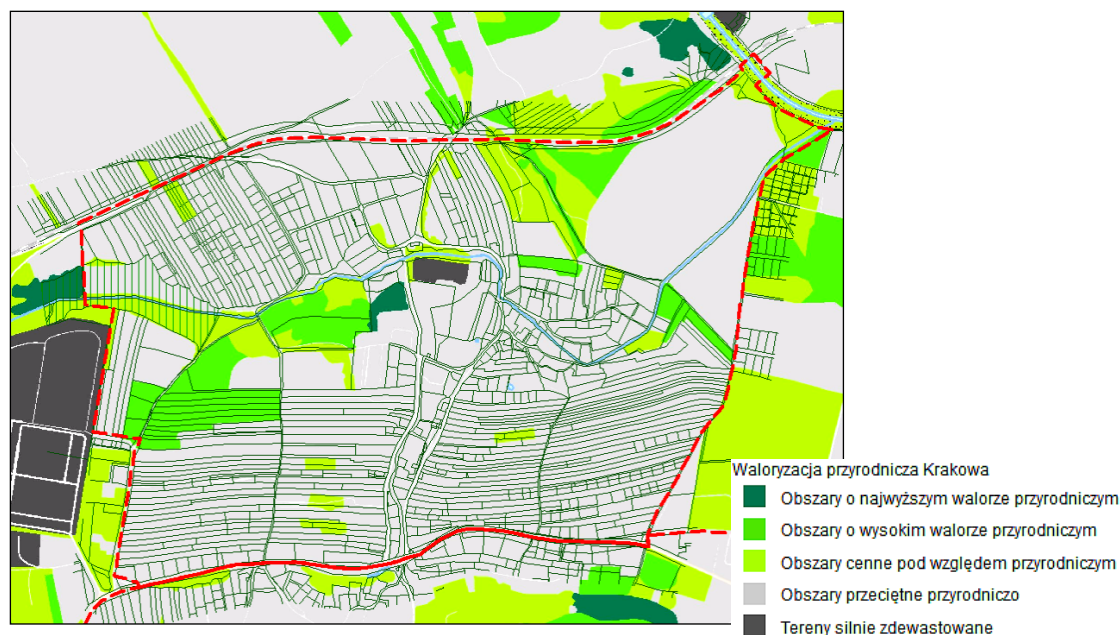 Waloryzacja przyrodnicza Krakowa
Obszary o najwyższym walorze przyrodniczym
Obszary o wysokim walorze przyrodniczym
Obszary cenne pod względem przyrodniczym
Obszary przeciętne przyrodniczo
Tereny silnie zdewastowane